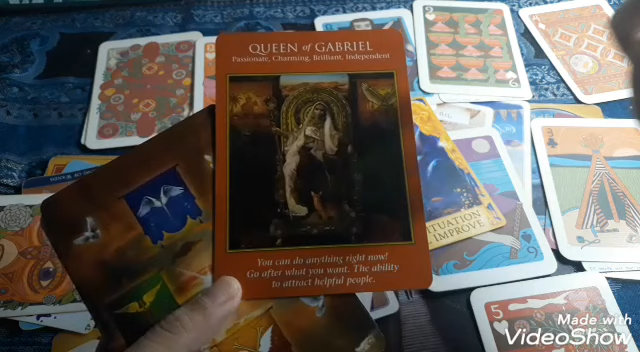 QUEEN of GABRIEL
Passionate, Charming, Brilliant, Independent
You can do anything right now!
Go after what you want. The ability
to attract helpful people.
SITUATION
IMPROVE
5
Made with
VideoShow